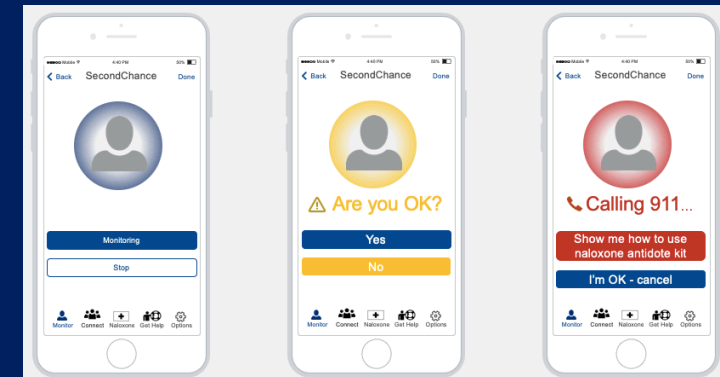 Mobile 4:40 PM 50%
Back SecondChance Done
Monitoring
Stop
Monitor Connect Naloxone Get Help Options
Mobile 4:40 PM 50%
Back SecondChance Done
Are you OK?
Yes
No
Monitor Connect Naloxone Get Help Options
Mobile 4:40 PM 50%
Back SecondChance Done
Calling 911...
Show me how to use
naloxone antidote kit
I'm OK - cancel
Monitor Connect Naloxone Get Help Options